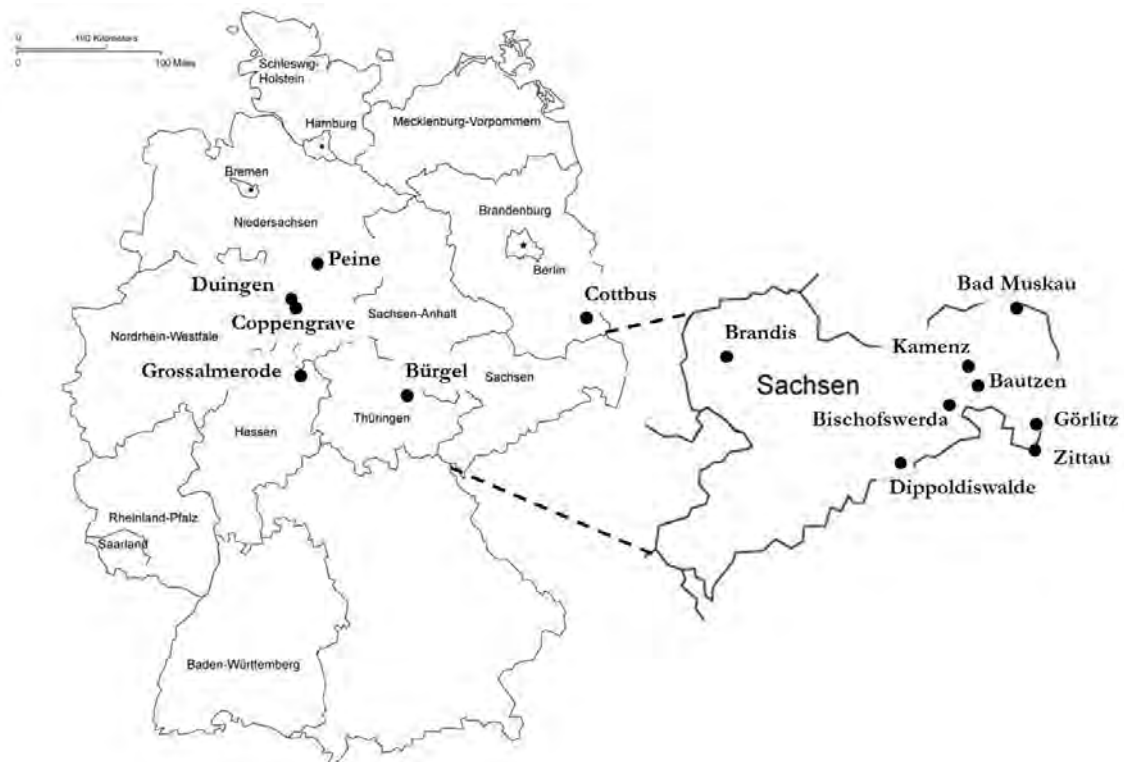 0
100 Kilometers
0
100 Miles
Schleswig-
Holstein
Hamburg
Mecklenburg-Vorpommern
Bremen
Brandenburg
Niedersachsen
Berlin
Peine
Duingen
Cottbus
Bad Muskau
Coppengrave
Sachsen-Anhalt
Nordrhein-Westfale
Brandis
Kamenz
Grossalmerode
Bürgel
Sachsen
Sachsen
Bautzen
Thüringen
Bischofswerda
Görlitz
Hessen
Zittau
Dippoldiswalde
Rheinland-Pfalz
Saarland
Baden-Württemberg